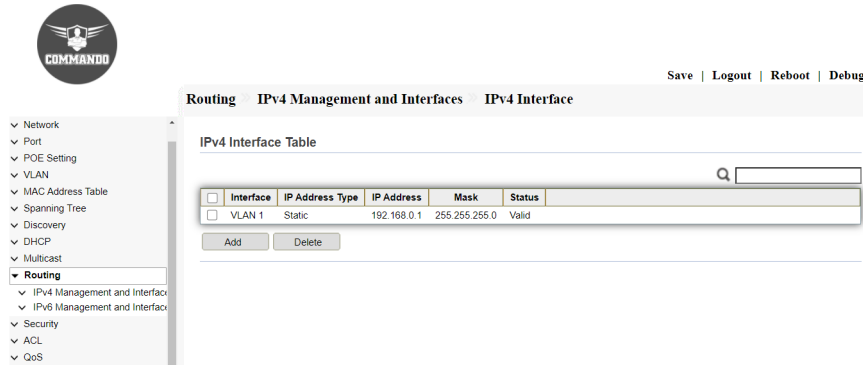 COMMANDO
Save | Logout | Reboot | Debug
Routing » IPv4 Management and Interfaces » IPv4 Interface
Network
Port
POE Setting
VLAN
MAC Address Table
Spanning Tree
Discovery
DHCP
Multicast
Routing
IPv4 Management and Interface
IPv6 Management and Interface
Security
ACL
QoS
IPv4 Interface Table
Interface IP Address Type IP Address Mask Status
VLAN 1 Static 192.168.0.1 255.255.255.0 Valid
Add Delete